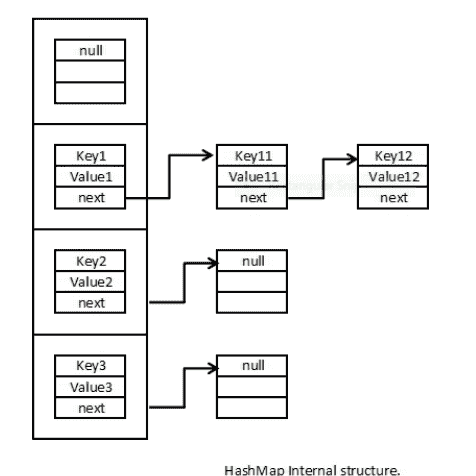 null
Key1
Value1
next
Key11
Value11
next
Key12
Value12
next
Key2
Value2
next
null
Key3
Value3
next
null
HashMap Internal structure.